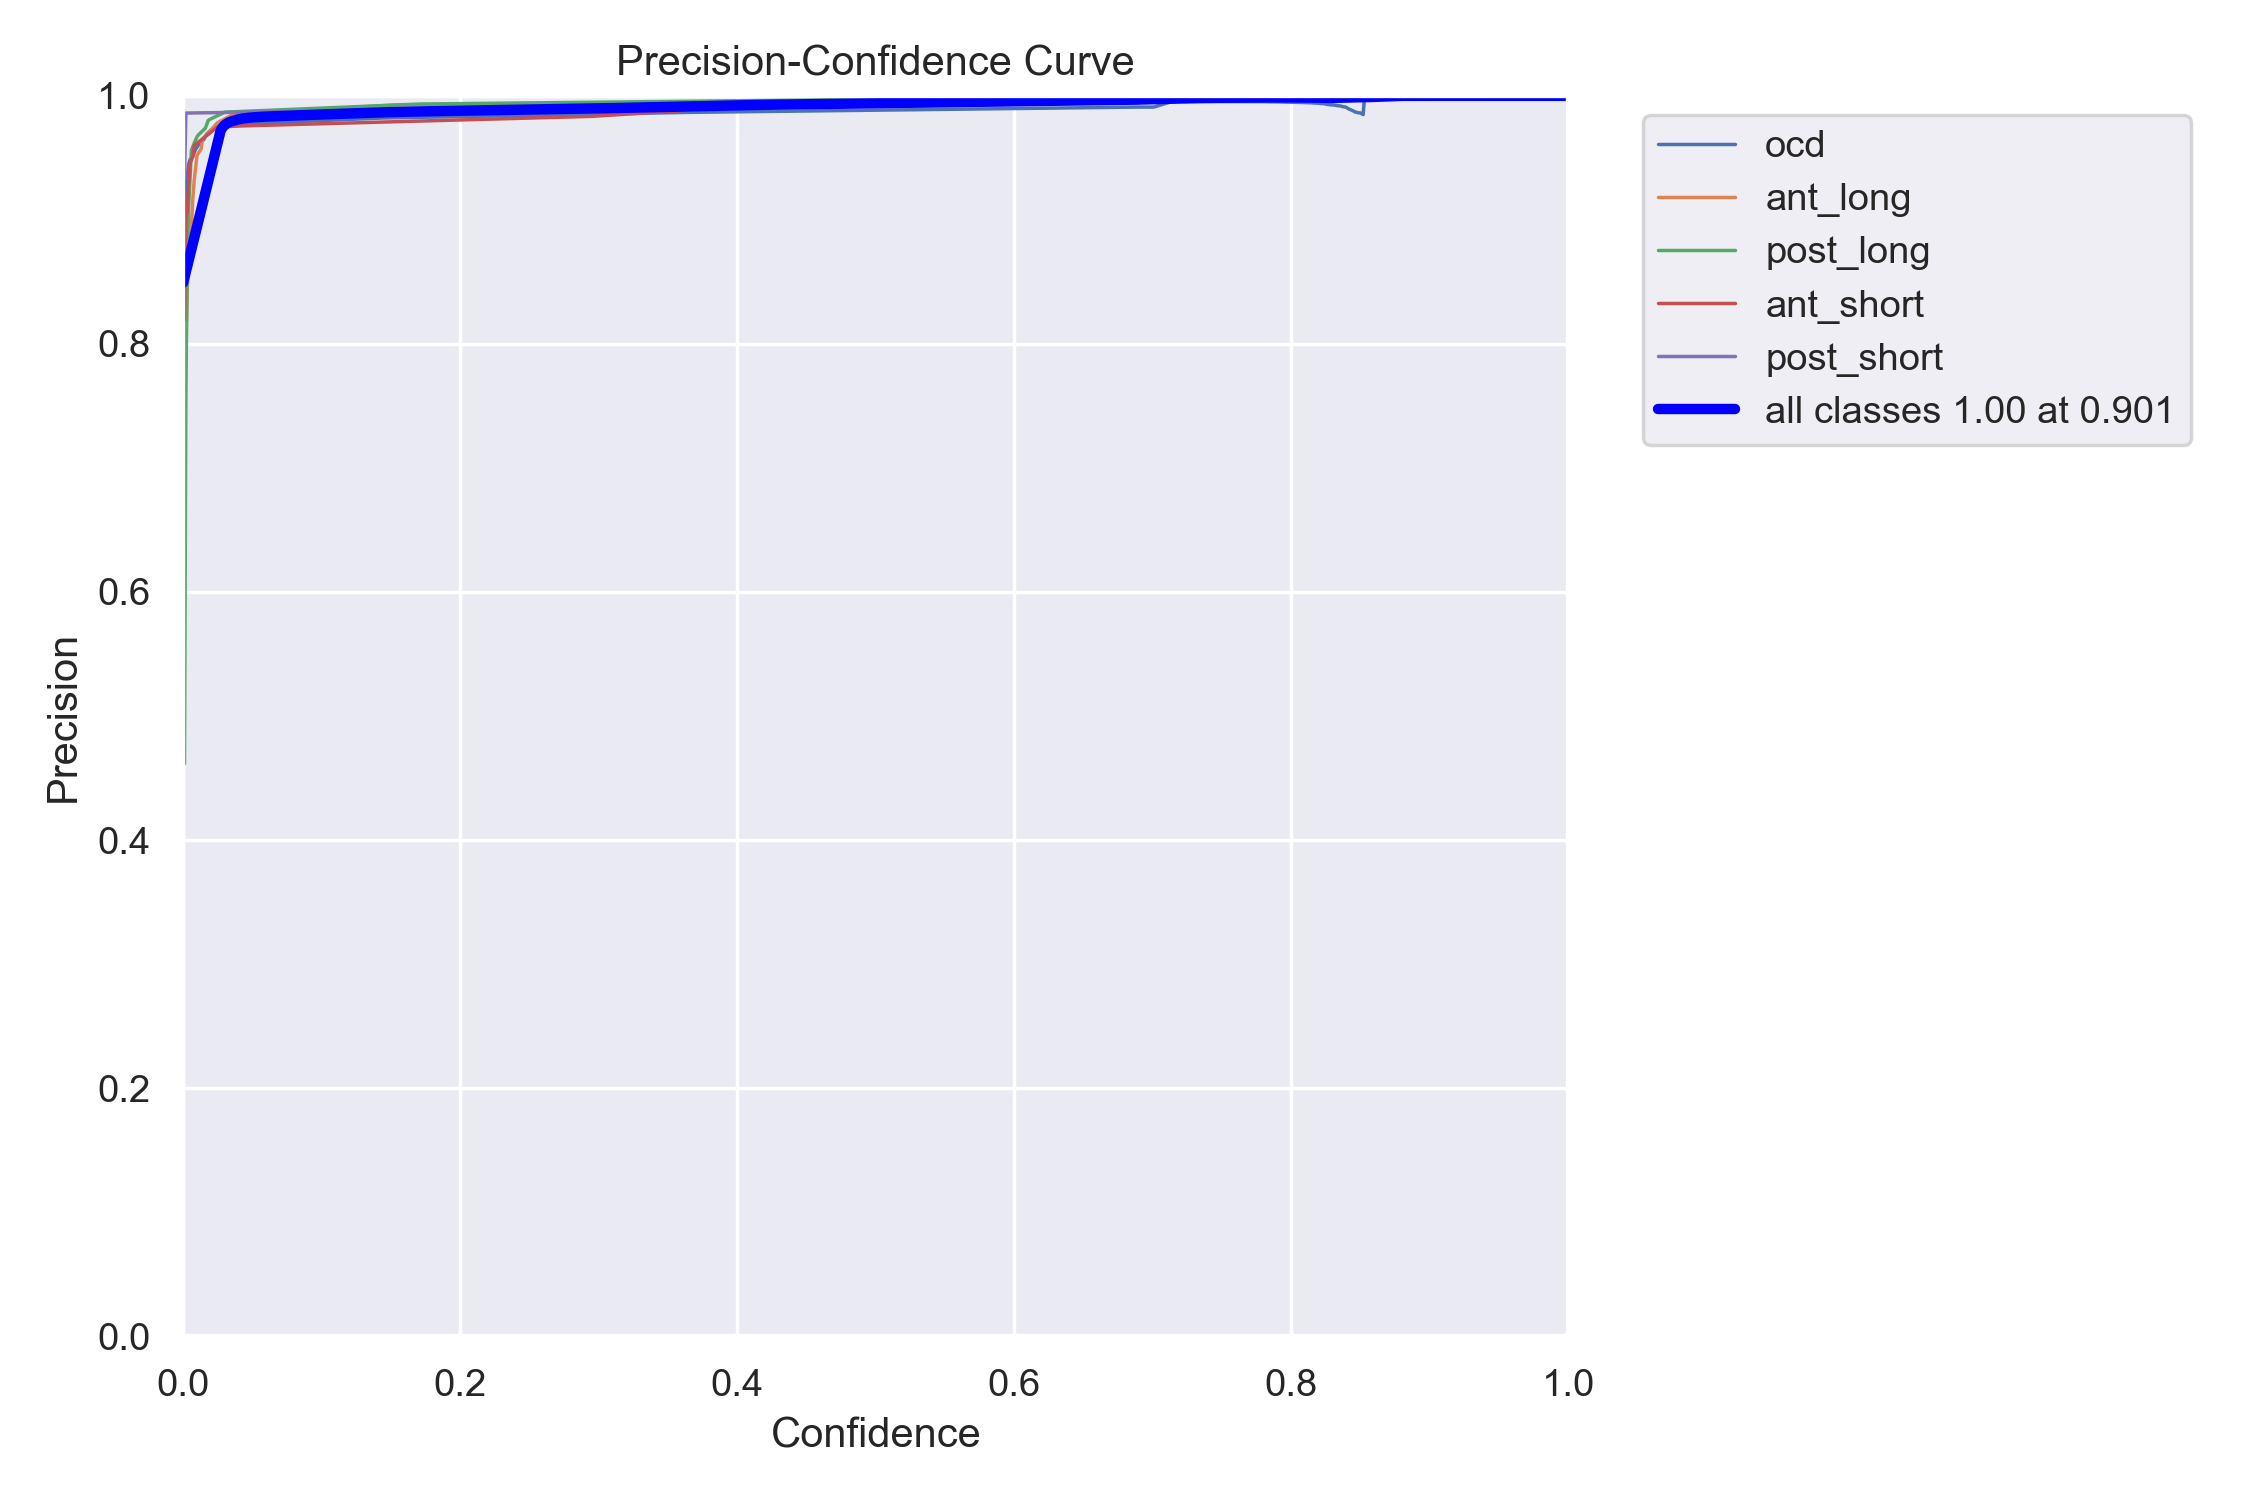 Precision-Confidence Curve
1.0
0.8
0.6
0.4
0.2
0.0
Precision
0.0 0.2 0.4 0.6 0.8 1.0
Confidence
ocd
ant_long
post_long
ant_short
post_short
all classes 1.00 at 0.901